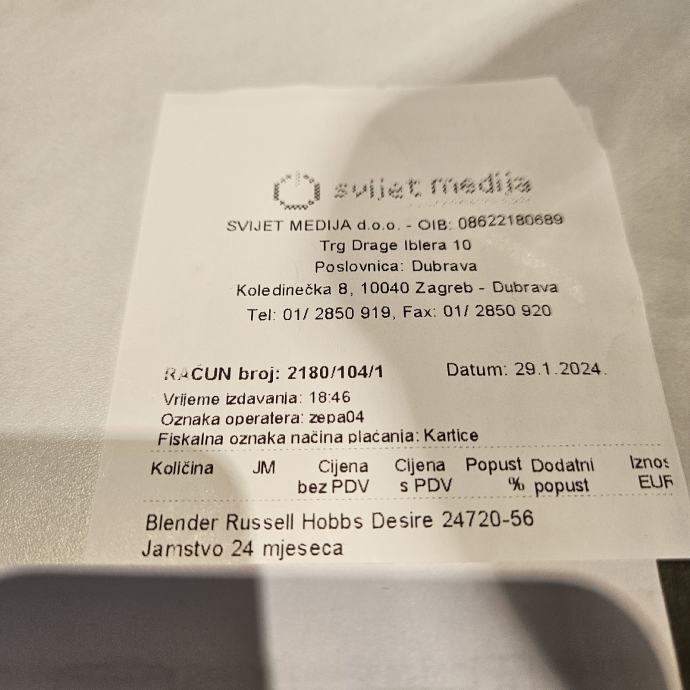 svijet medija
SVIJET MEDIJA d.o.o. - OIB: 08622180689
Trg Drage Iblera 10
Poslovnica: Dubrava
Koledinečka 8, 10040 Zagreb - Dubrava
Tel: 01/ 2850 919, Fax: 01/ 2850 920
RAČUN broj: 2180/104/1 Datum: 29.1.2024.
Vrijeme izdavanja: 18:46
Oznaka operatera: zepa04
Fiskalna oznaka načina plaćanja: Kartice
Količina JM Cijena Cijena Popust Dodatni Iznos
bez PDV s PDV % popust EUR
Blender Russell Hobbs Desire 24720-56
Jamstvo 24 mjeseca